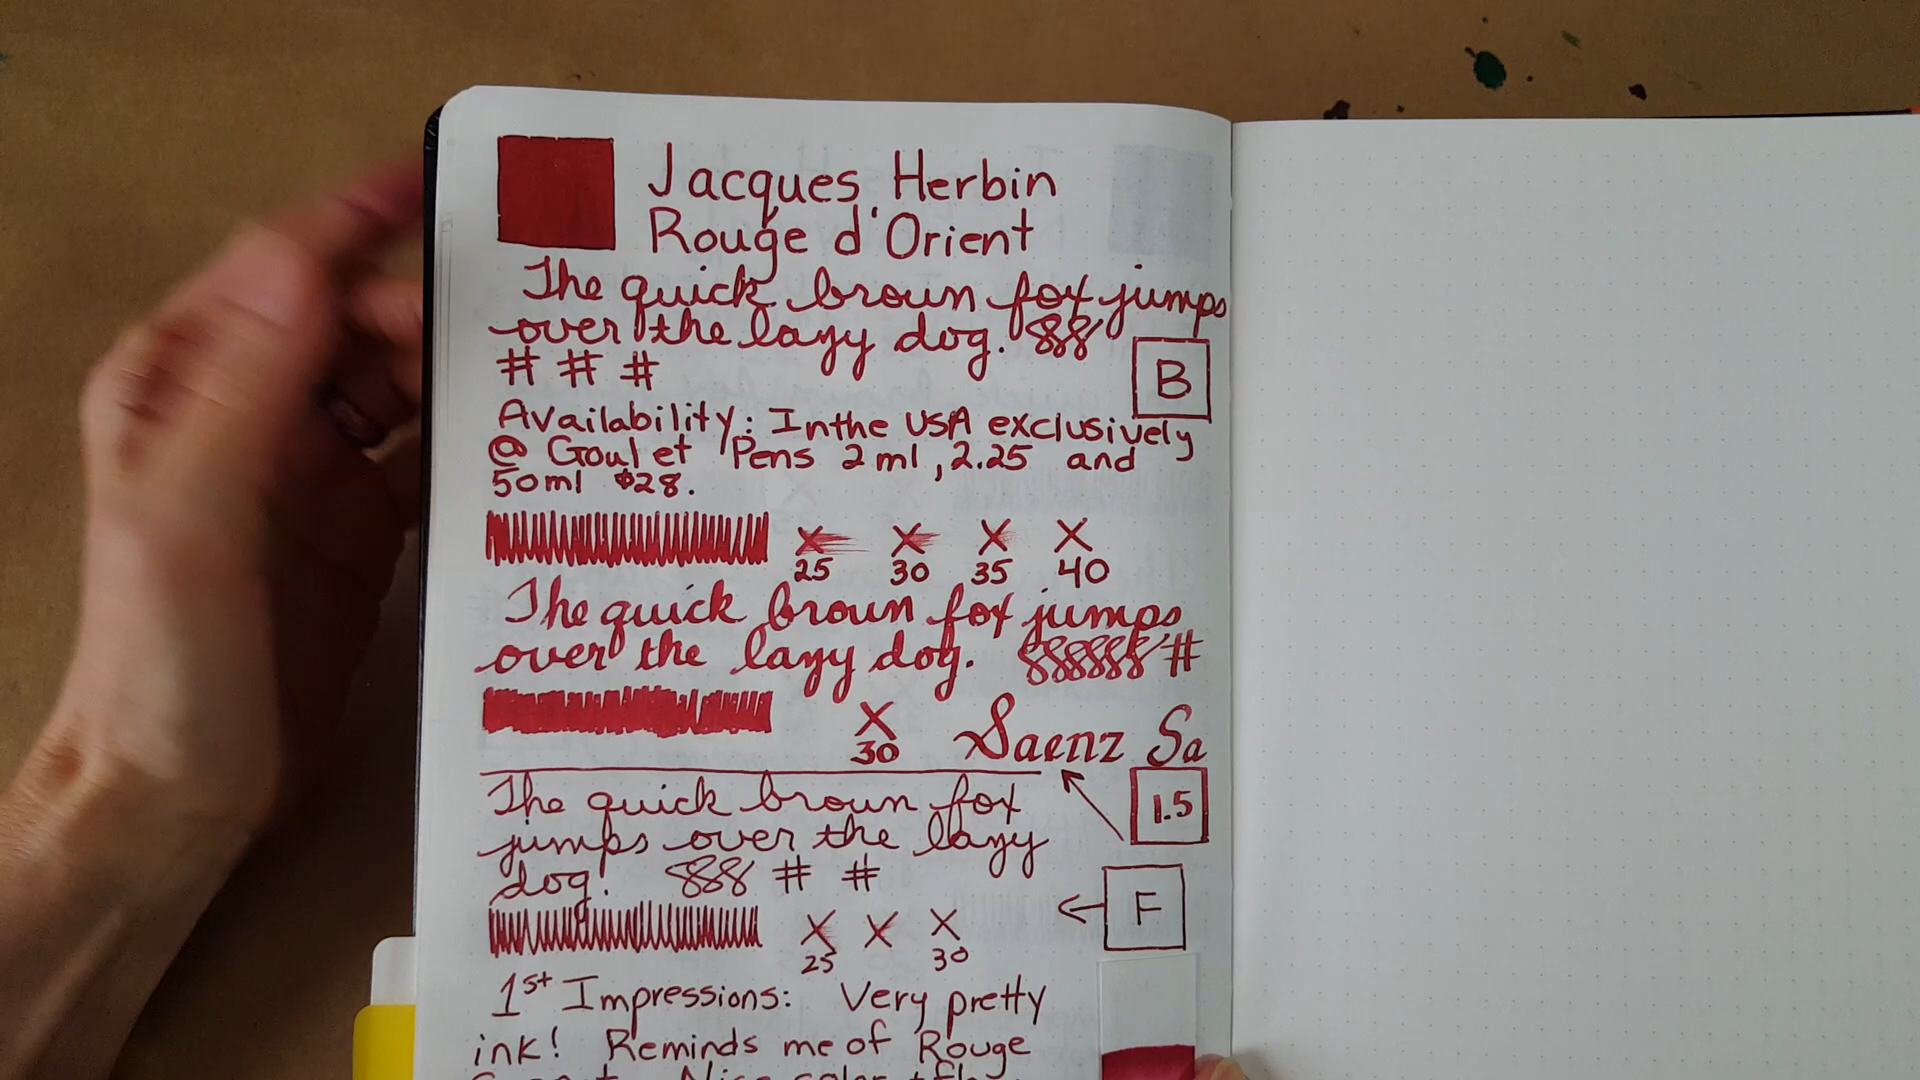 Jacques Herbin
Rouge d'Orient
The quick brown fox jumps
over the lazy dog. 888
# # #
B
Availability: In the USA exclusively
@ Goulet Pens 2ml, 2.25 and
50ml $28.
X X X X
25 30 35 40
The quick brown fox jumps
over the lazy dog. 888888 #
X
30
Saenz Sa
1.5
The quick brown fox
jumps over the lazy
dog! 888 # #
F
X X X
25 30
1st Impressions: Very pretty
ink! Reminds me of Rouge